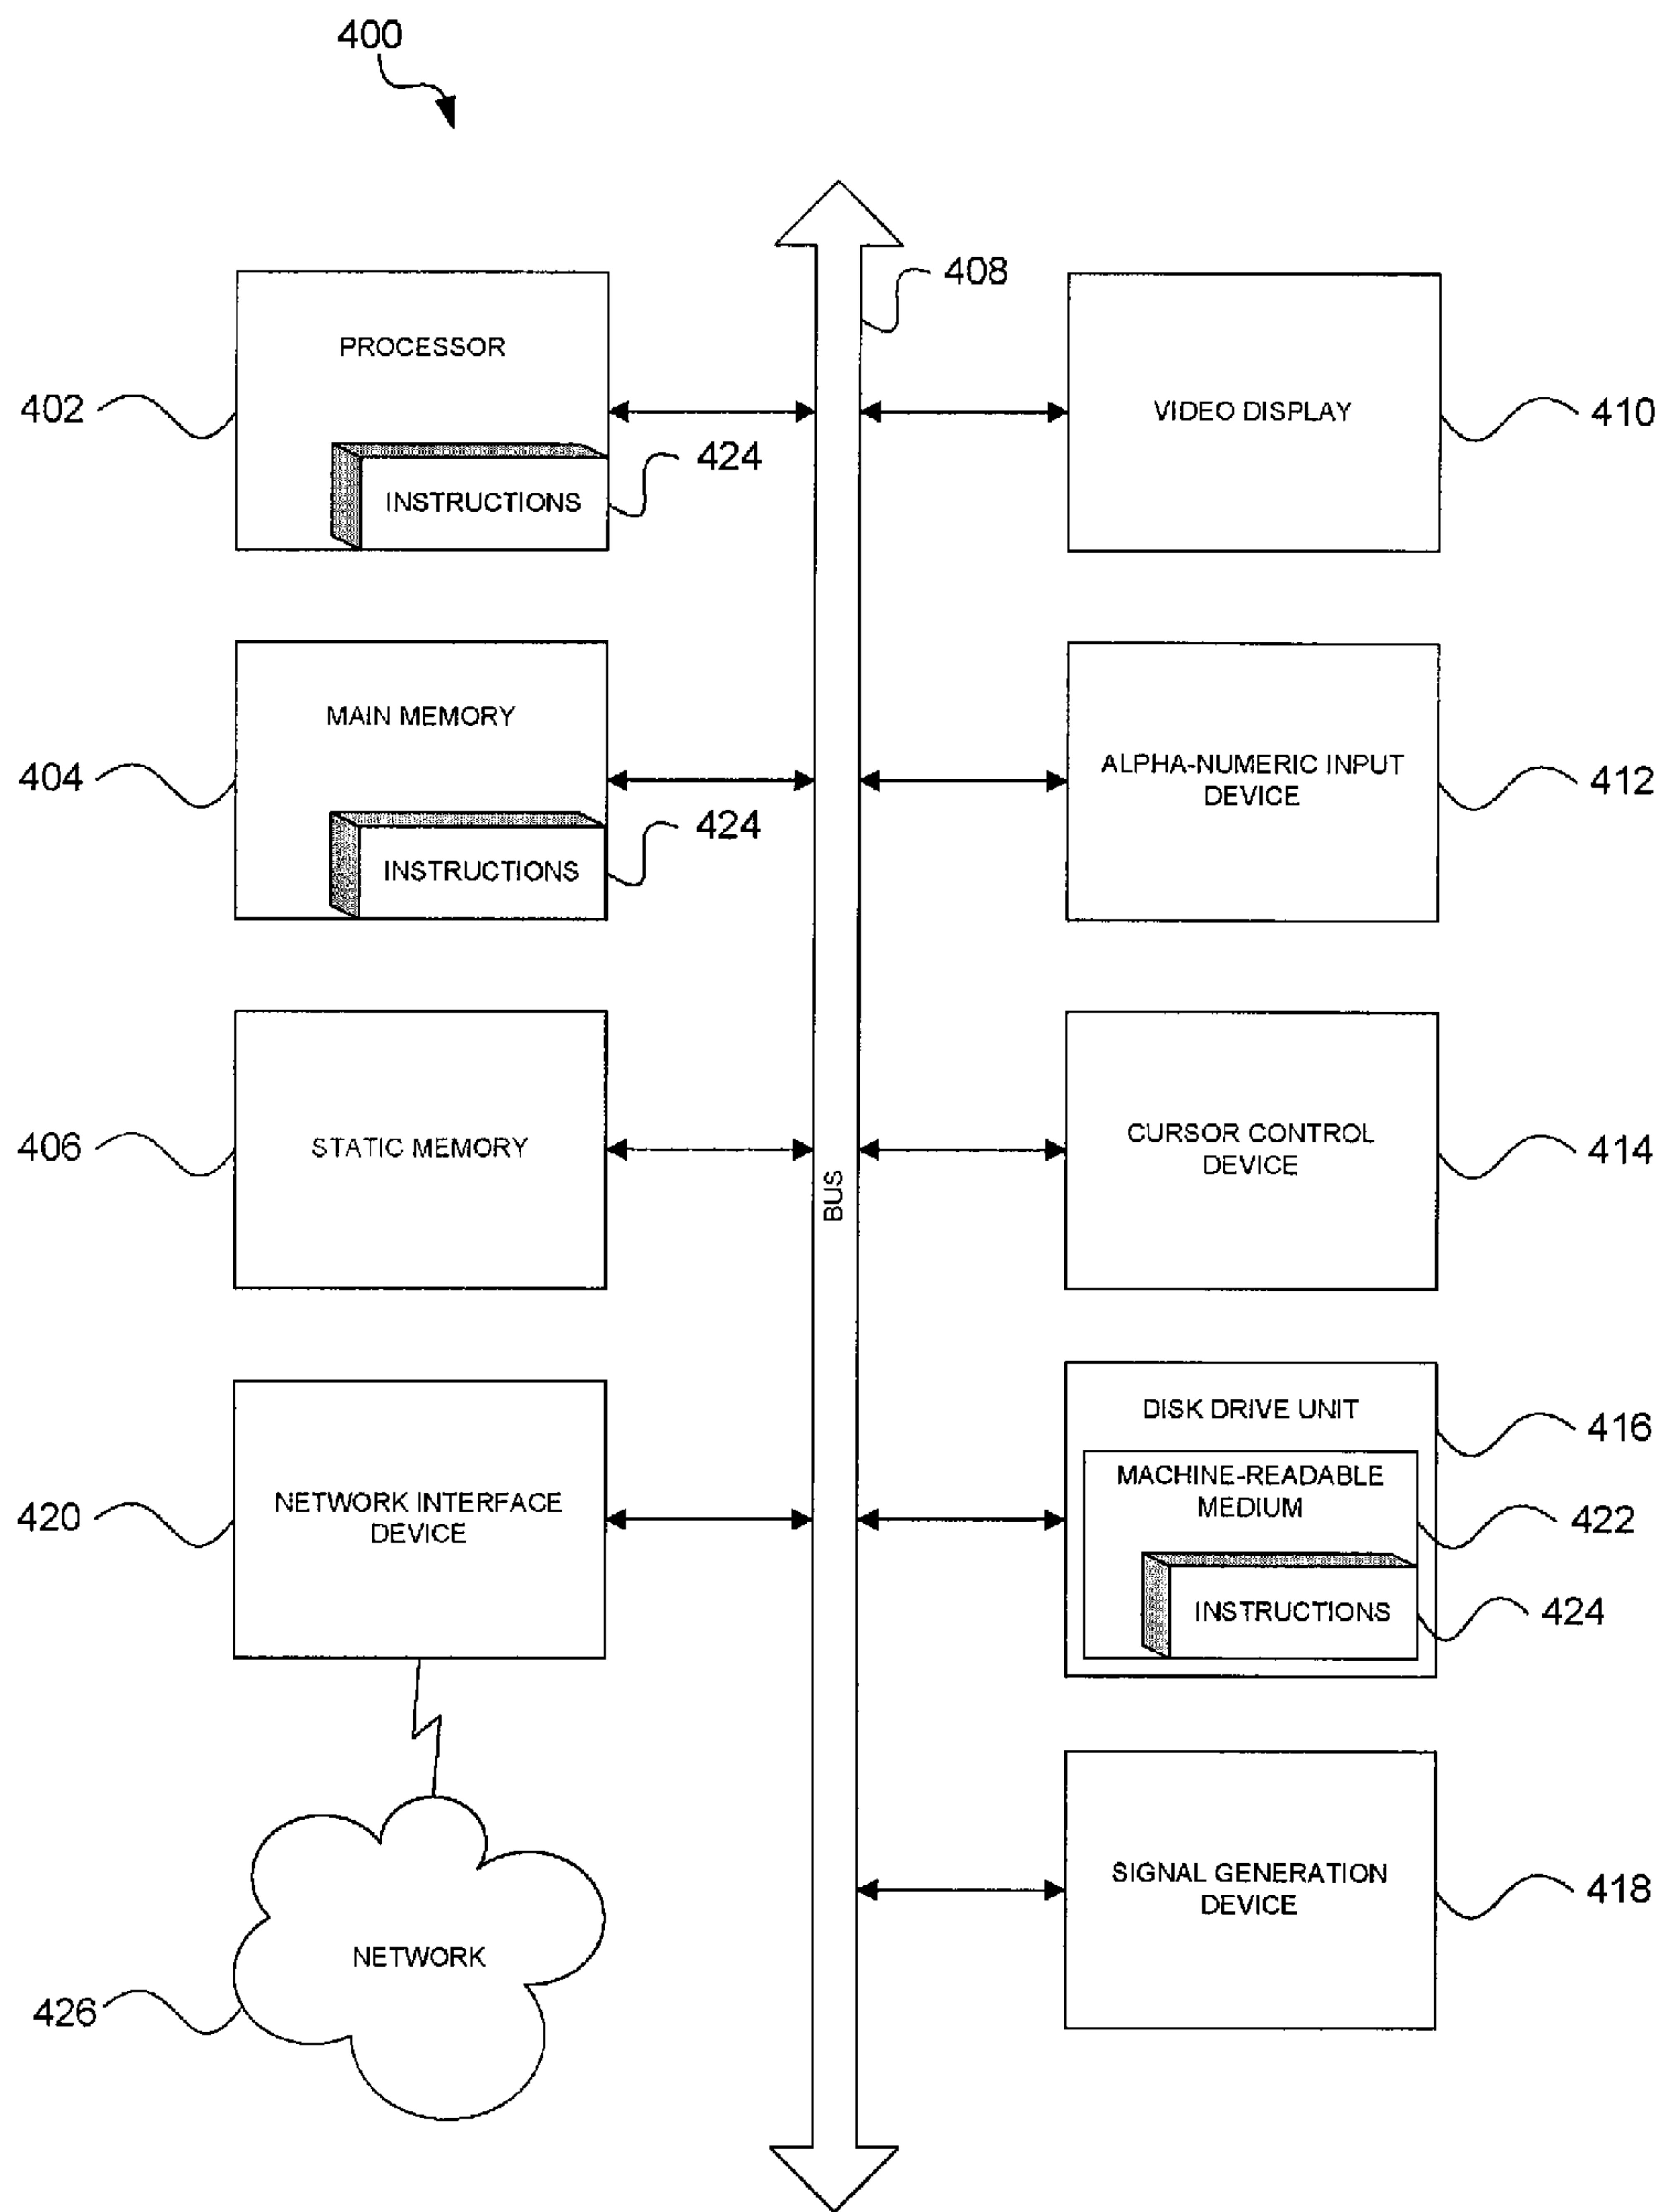 400
408
PROCESSOR
402
424
INSTRUCTIONS
VIDEO DISPLAY
410
MAIN MEMORY
404
424
INSTRUCTIONS
ALPHA-NUMERIC INPUT
DEVICE
412
STATIC MEMORY
406
BUS
CURSOR CONTROL
DEVICE
414
NETWORK INTERFACE
DEVICE
420
DISK DRIVE UNIT
416
MACHINE-READABLE
MEDIUM
422
INSTRUCTIONS
424
NETWORK
426
SIGNAL GENERATION
DEVICE
418